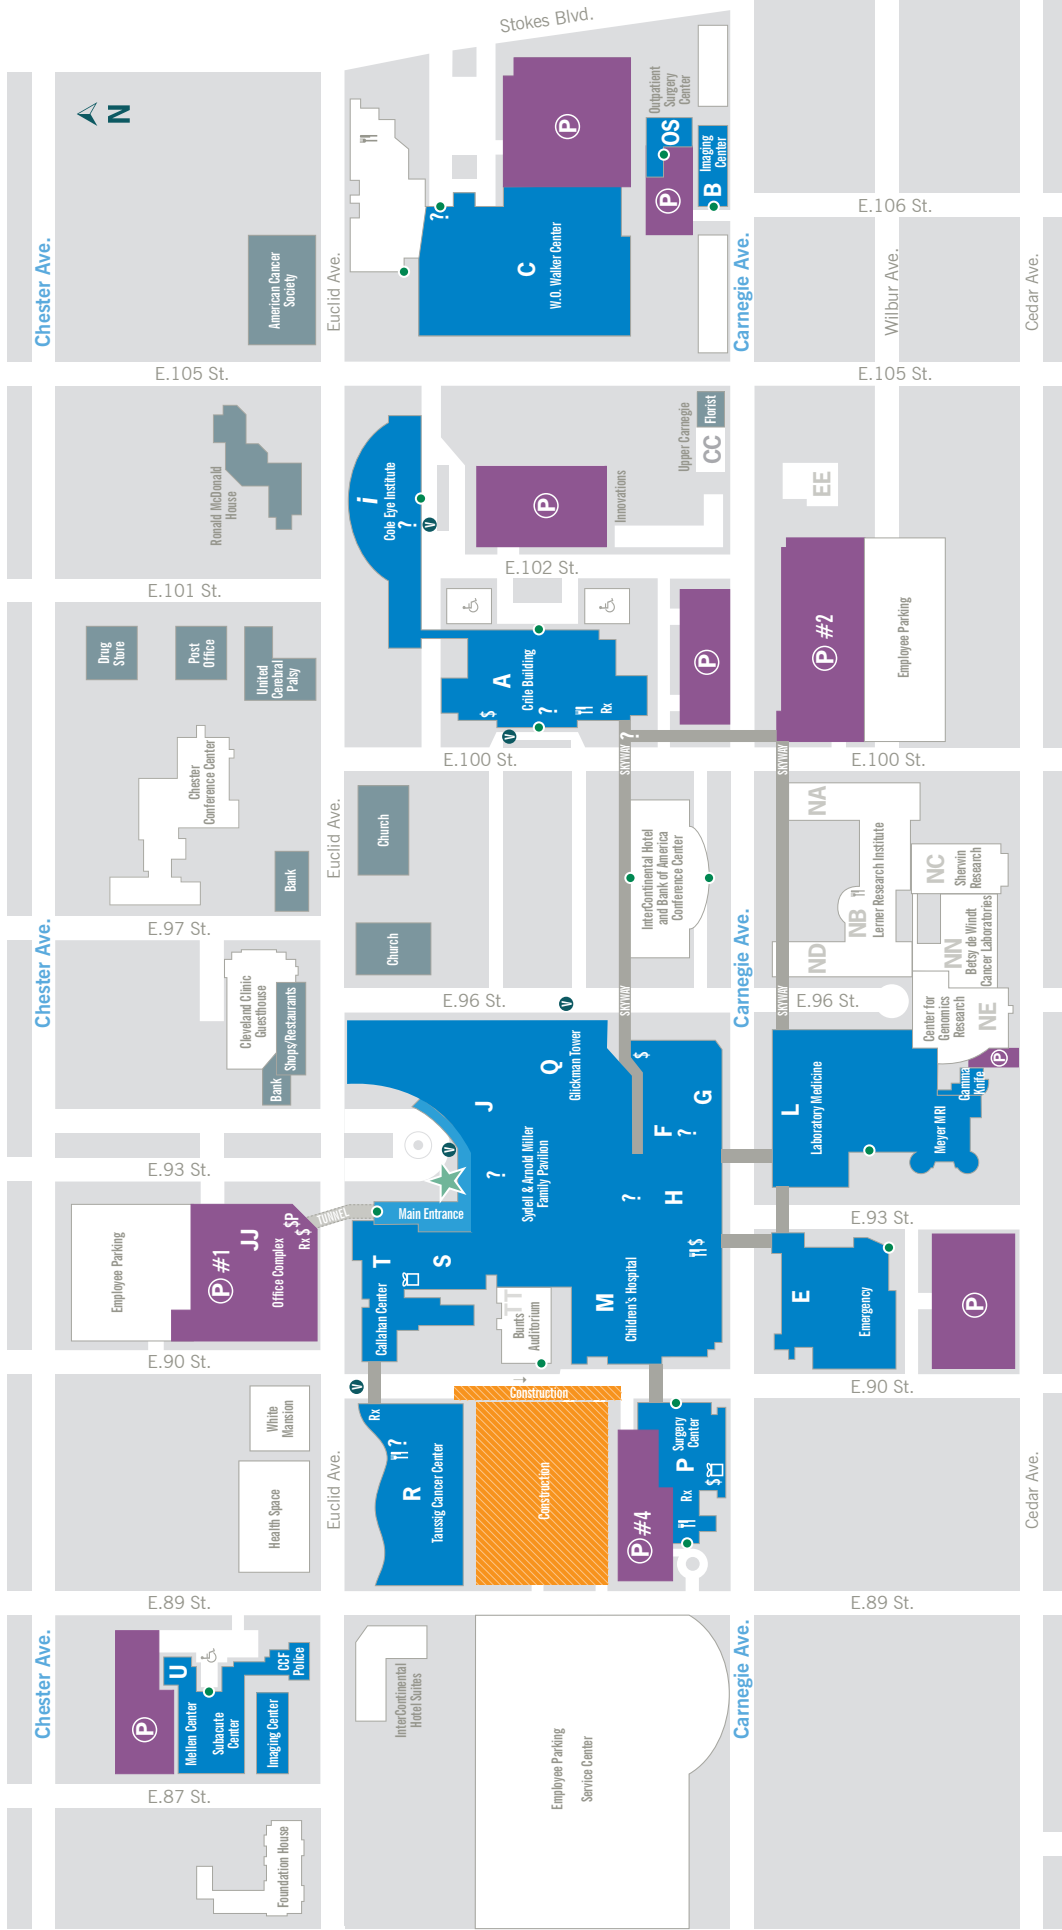 Stokes Blvd.
N
Outpatient
Surgery
Center
P
OS
Imaging
Center
B
P
?
E.106 St.
Chester Ave.
American Cancer
Society
Euclid Ave.
C
W.O. Walker Center
Carnegie Ave.
Wilbur Ave.
Cedar Ave.
E.105 St.
E.105 St.
Ronald McDonald
House
i
Cole Eye Institute
?
V
P
Innovations
Upper Carnegie
CC
Florist
EE
E.101 St.
E.102 St.
Drug
Store
Post
Office
United
Cerebral
Palsy
A
Crile Building
$
?
Rx
V
P
P #2
Employee Parking
SKYWAY
?
SKYWAY
E.100 St.
E.100 St.
Chester
Conference Center
Bank
Euclid Ave.
Church
Church
InterContinental Hotel
and Bank of America
Conference Center
NA
NB
Lerner Research Institute
NC
Sherwin
Research
ND
NN
Betsy de Windt
Cancer Laboratories
E.97 St.
Chester Ave.
Carnegie Ave.
Cleveland Clinic
Guesthouse
Shops/Restaurants
Bank
E.96 St.
V
SKYWAY
SKYWAY
E.96 St.
Center for
Genomics
Research
NE
P
Gamma
Knife
Q
Glickman Tower
$
J
G
F
?
L
Laboratory Medicine
Meyer MRI
V
?
Sydell & Arnold Miller
Family Pavilion
?
H
E.93 St.
E.93 St.
Main Entrance
TUNNEL
Employee Parking
P #1
JJ
Office Complex
$P
$
Rx
T
Callahan Center
S
TT
Bunts
Auditorium
M
Children's Hospital
$
E
Emergency
P
E.90 St.
E.90 St.
White
Mansion
Health Space
Euclid Ave.
V
Rx
?
R
Taussig Cancer Center
Construction
Construction
P #4
Surgery
Center
P
Rx
$
Cedar Ave.
E.89 St.
E.89 St.
Chester Ave.
P
U
Mellen Center
Subacute
Center
CCF
Police
Imaging Center
InterContinental
Hotel Suites
Carnegie Ave.
Employee Parking
Service Center
E.87 St.
Foundation House